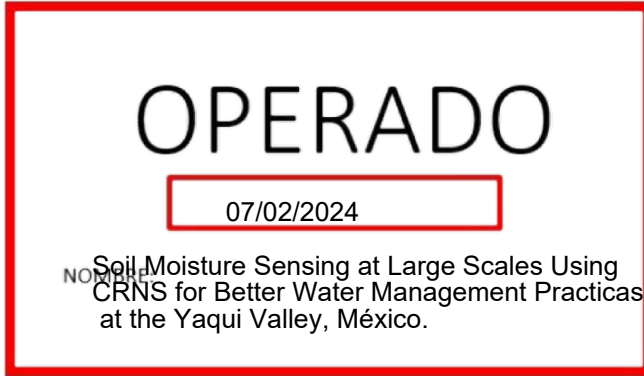 OPERADO
07/02/2024
NOMBRE: Soil Moisture Sensing at Large Scales Using
CRNS for Better Water Management Practicas
at the Yaqui Valley, México.